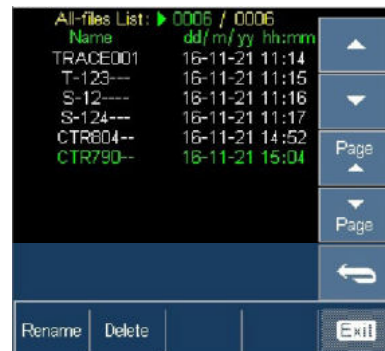 All-files List: ▶ 0006 / 0006
Name dd/m/yy hh:mm
TRACE001 16-11-21 11:14
T-123--- 16-11-21 11:15
S-12---- 16-11-21 11:16
S-124--- 16-11-21 11:17
CTR804-- 16-11-21 14:52
CTR790-- 16-11-21 15:04
Page
Page
Rename Delete Exit